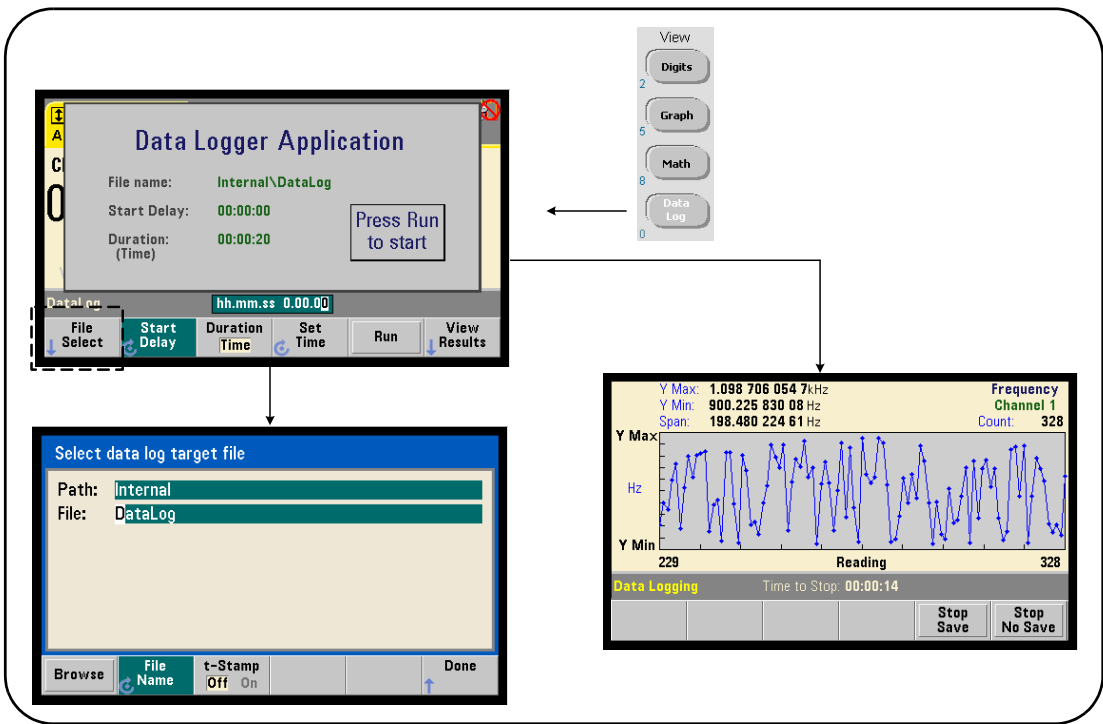 View
Digits
2
Graph
5
Math
8
Data
Log
0
A
Cl
0
Data Logger Application
File name: Internal\DataLog
Start Delay: 00:00:00
Duration: 00:00:20
(Time)
Press Run
to start
DataLog hh.mm.ss 0.00.00
File
Select
Start
Delay
Duration
Time
Set
Time
Run
View
Results
Select data log target file
Path: Internal
File: DataLog
Browse
File
Name
t-Stamp
Off On
Done
Y Max: 1.098 706 054 7kHz Frequency
Y Min: 900.225 830 08 Hz Channel 1
Span: 198.480 224 61 Hz Count: 328
Y Max
Hz
Y Min
229 Reading 328
Data Logging Time to Stop: 00:00:14
Stop
Save
Stop
No Save